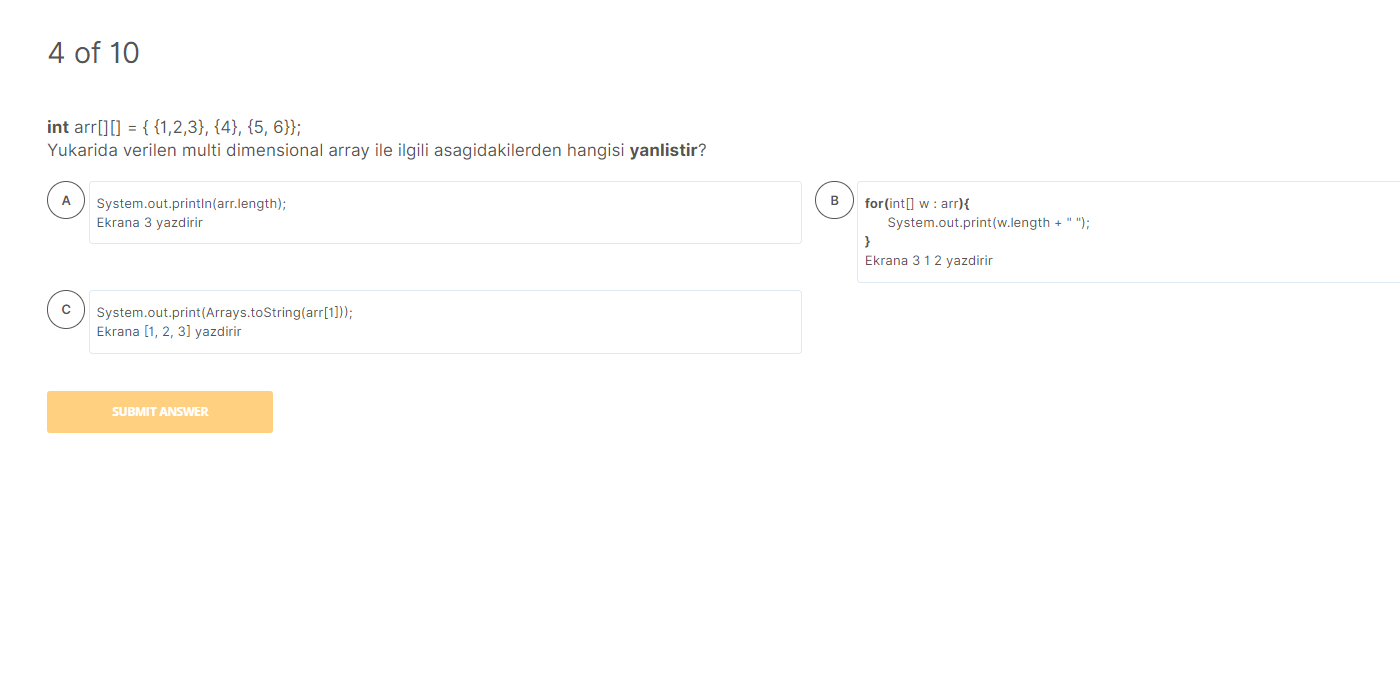 4 of 10
int arr[][] = { {1,2,3}, {4}, {5, 6}};
Yukarida verilen multi dimensional array ile ilgili asagidakilerden hangisi yanlistir?
A
System.out.println(arr.length);
Ekrana 3 yazdirir
B
for(int[] w : arr){
System.out.print(w.length + " ");
}
Ekrana 3 1 2 yazdirir
C
System.out.print(Arrays.toString(arr[1]));
Ekrana [1, 2, 3] yazdirir
SUBMIT ANSWER